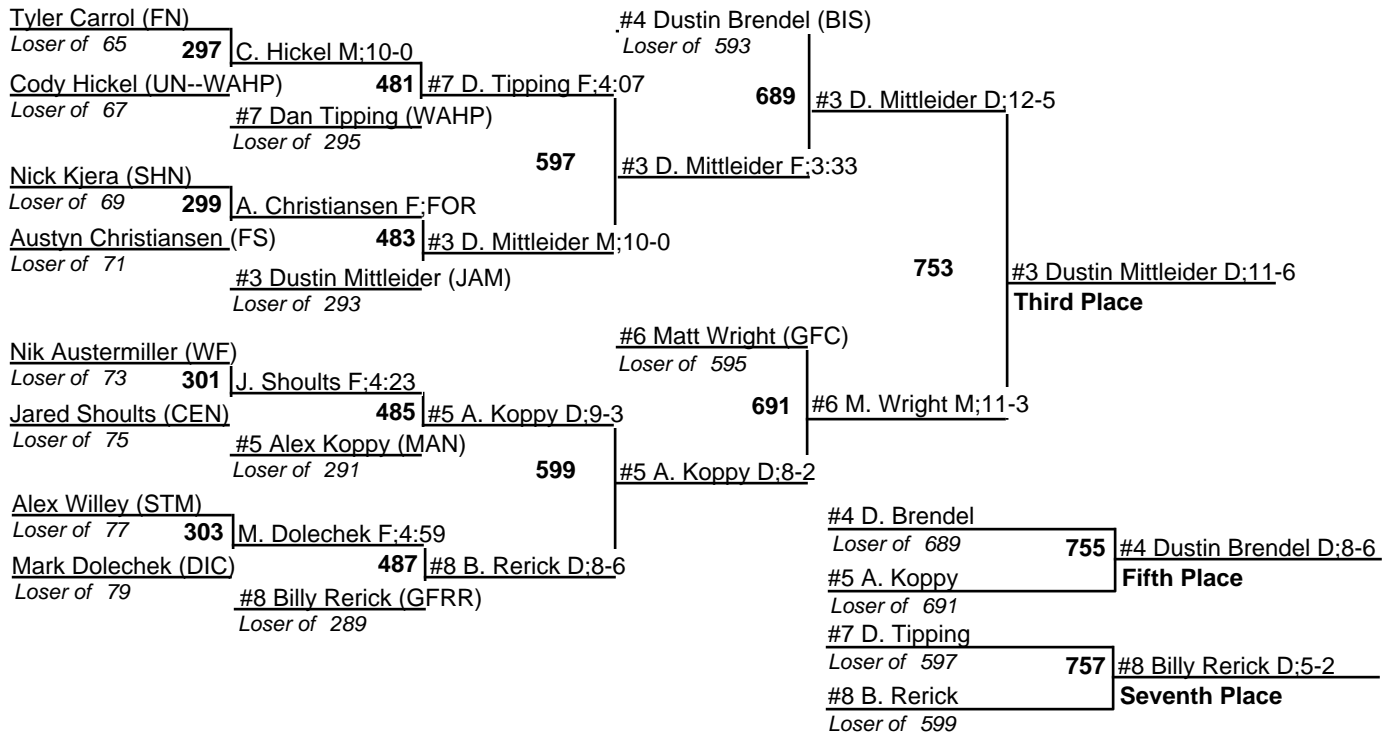 Tyler Carrol (FN)
Loser of 65
297
C. Hickel M;10-0
Cody Hickel (UN--WAHP)
Loser of 67
481
#7 D. Tipping F;4:07
#7 Dan Tipping (WAHP)
Loser of 295
597
Nick Kjera (SHN)
Loser of 69
299
A. Christiansen F;FOR
Austyn Christiansen (FS)
Loser of 71
483
#3 D. Mittleider M;10-0
#3 Dustin Mittleider (JAM)
Loser of 293
Nik Austermiller (WF)
Loser of 73
301
J. Shoults F;4:23
Jared Shoults (CEN)
Loser of 75
485
#5 A. Koppy D;9-3
#5 Alex Koppy (MAN)
Loser of 291
599
Alex Willey (STM)
Loser of 77
303
M. Dolechek F;4:59
Mark Dolechek (DIC)
Loser of 79
487
#8 B. Rerick D;8-6
#8 Billy Rerick (GFRR)
Loser of 289
#4 Dustin Brendel (BIS)
Loser of 593
689
#3 D. Mittleider D;12-5
#3 D. Mittleider F;3:33
753
#3 Dustin Mittleider D;11-6
Third Place
#6 Matt Wright (GFC)
Loser of 595
691
#6 M. Wright M;11-3
#5 A. Koppy D;8-2
#4 D. Brendel
Loser of 689
755
#4 Dustin Brendel D;8-6
Fifth Place
#5 A. Koppy
Loser of 691
#7 D. Tipping
Loser of 597
757
#8 Billy Rerick D;5-2
Seventh Place
#8 B. Rerick
Loser of 599